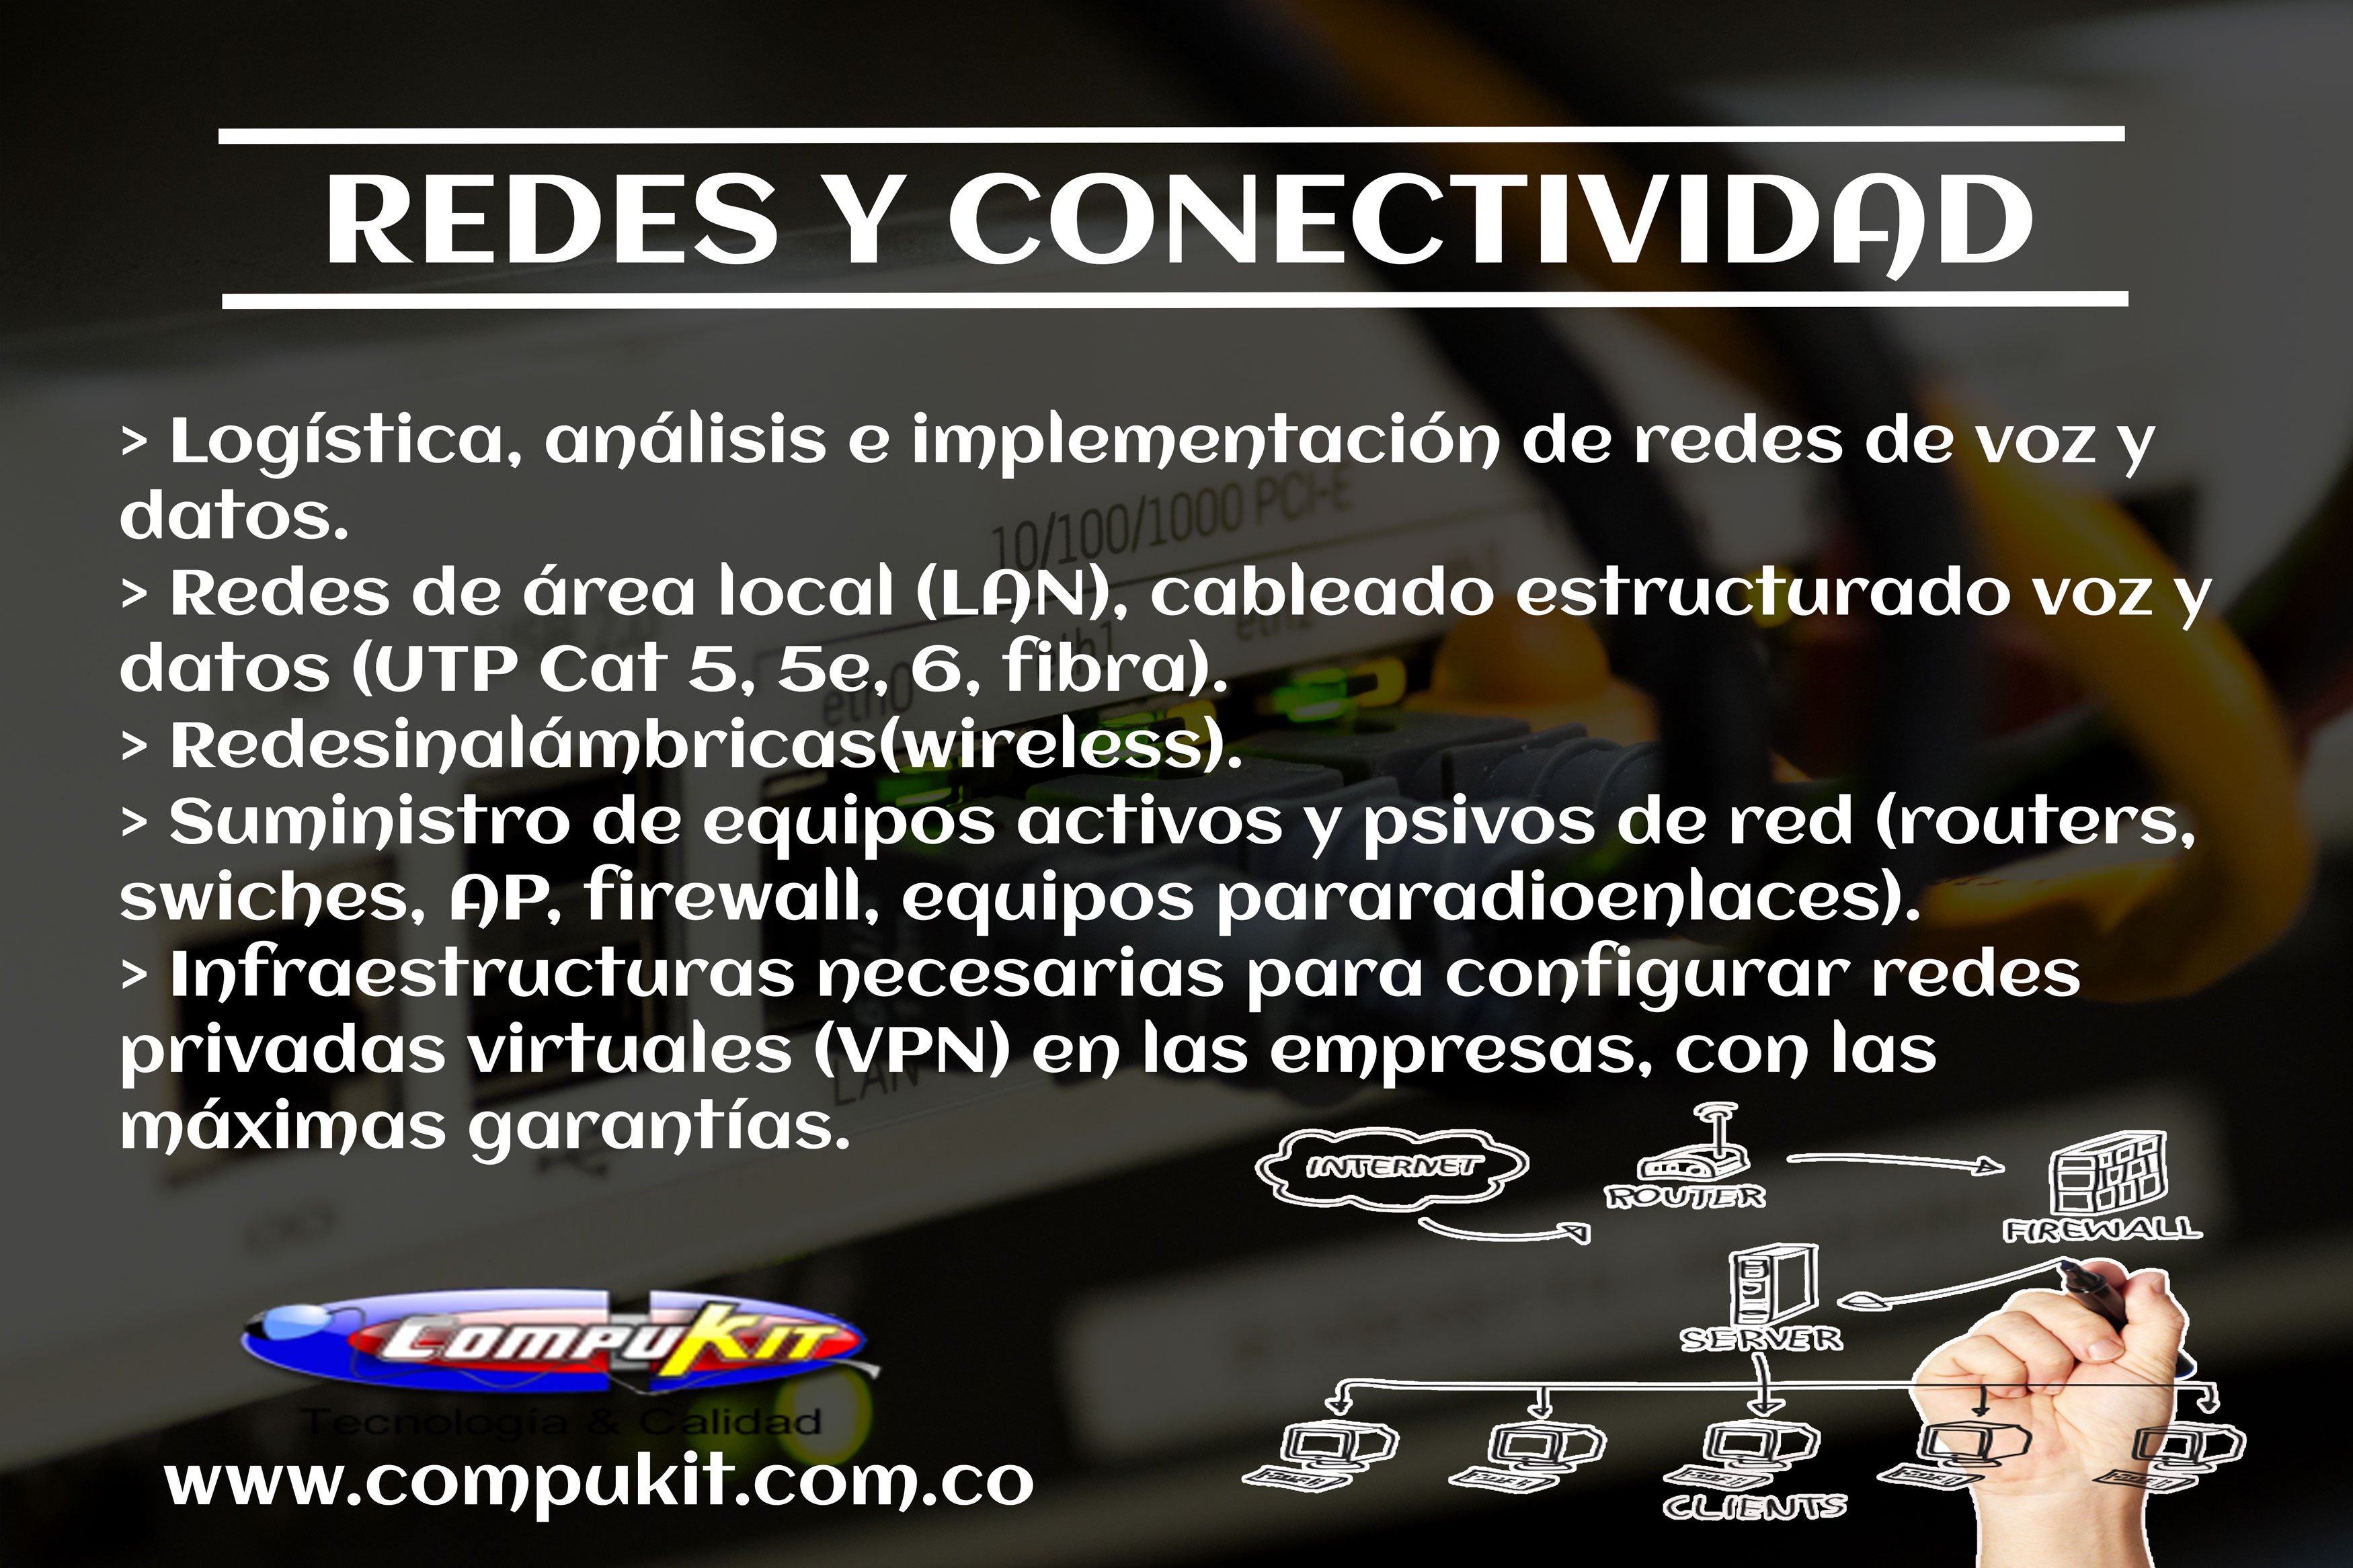 REDES Y CONECTIVIDAD
> Logística, análisis e implementación de redes de voz y
datos.
> Redes de área local (LAN), cableado estructurado voz y
datos (UTP Cat 5, 5e, 6, fibra).
> Redesinalámbricas(wireless).
> Suministro de equipos activos y psivos de red (routers,
swiches, AP, firewall, equipos pararadioenlaces).
> Infraestructuras necesarias para configurar redes
privadas virtuales (VPN) en las empresas, con las
máximas garantías.
10/100/1000 PCI-E
eth0
eth1
LAN
INTERNET
ROUTER
FIREWALL
SERVER
CLIENTS
COMPUKIT
Tecnología & Calidad
www.compukit.com.co